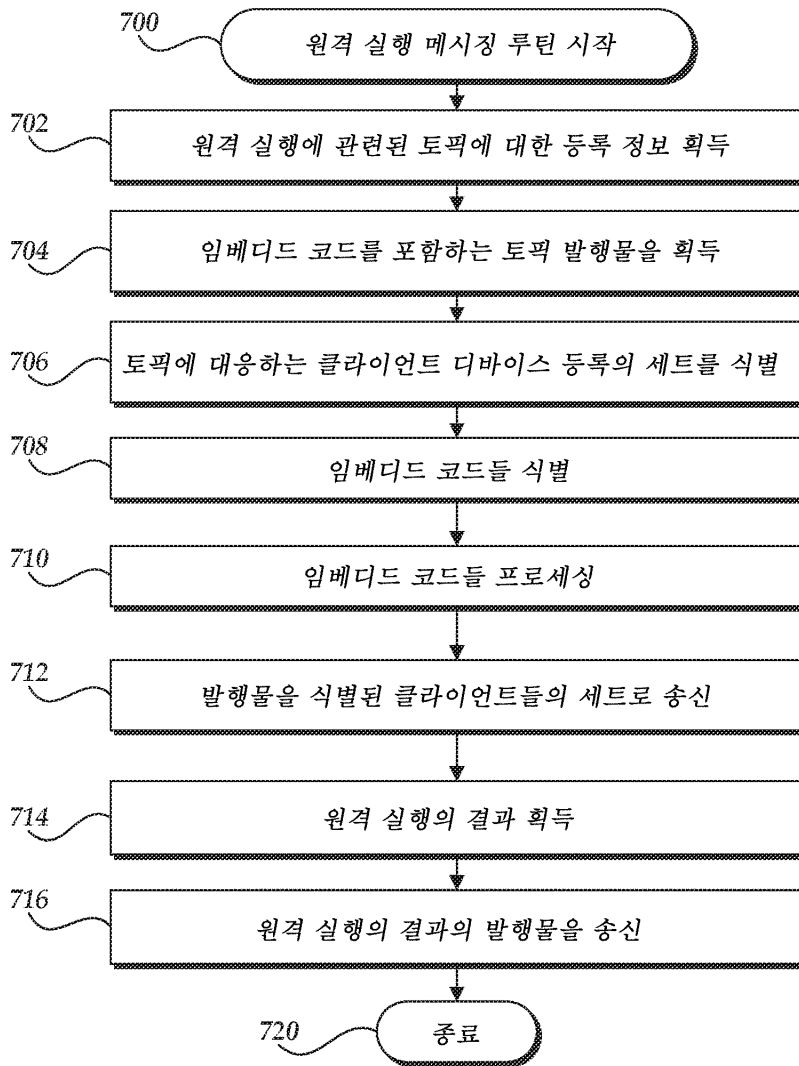 700 원격 실행 메시징 루틴 시작
702 원격 실행에 관련된 토픽에 대한 등록 정보 획득
704 임베디드 코드를 포함하는 토픽 발행물을 획득
706 토픽에 대응하는 클라이언트 디바이스 등록의 세트를 식별
708 임베디드 코드들 식별
710 임베디드 코드들 프로세싱
712 발행물을 식별된 클라이언트들의 세트로 송신
714 원격 실행의 결과 획득
716 원격 실행의 결과의 발행물을 송신
720 종료